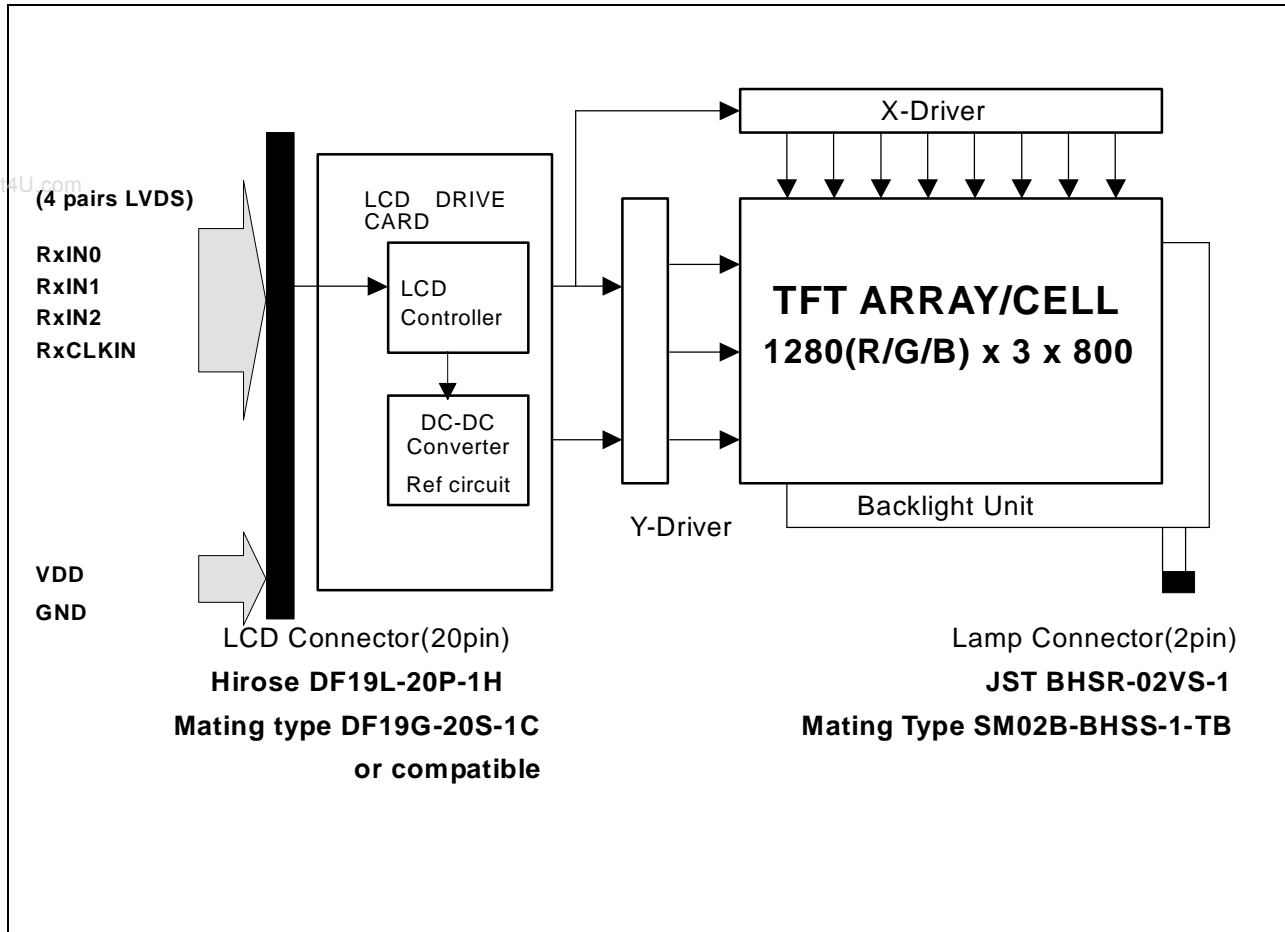 X-Driver
t4U.com
(4 pairs LVDS)
RxIN0
RxIN1
RxIN2
RxCLKIN
LCD DRIVE
CARD
LCD
Controller
DC-DC
Converter
Ref circuit
TFT ARRAY/CELL
1280(R/G/B) x 3 x 800
Backlight Unit
Y-Driver
VDD
GND
LCD Connector(20pin)
Hirose DF19L-20P-1H
Mating type DF19G-20S-1C
or compatible
Lamp Connector(2pin)
JST BHSR-02VS-1
Mating Type SM02B-BHSS-1-TB